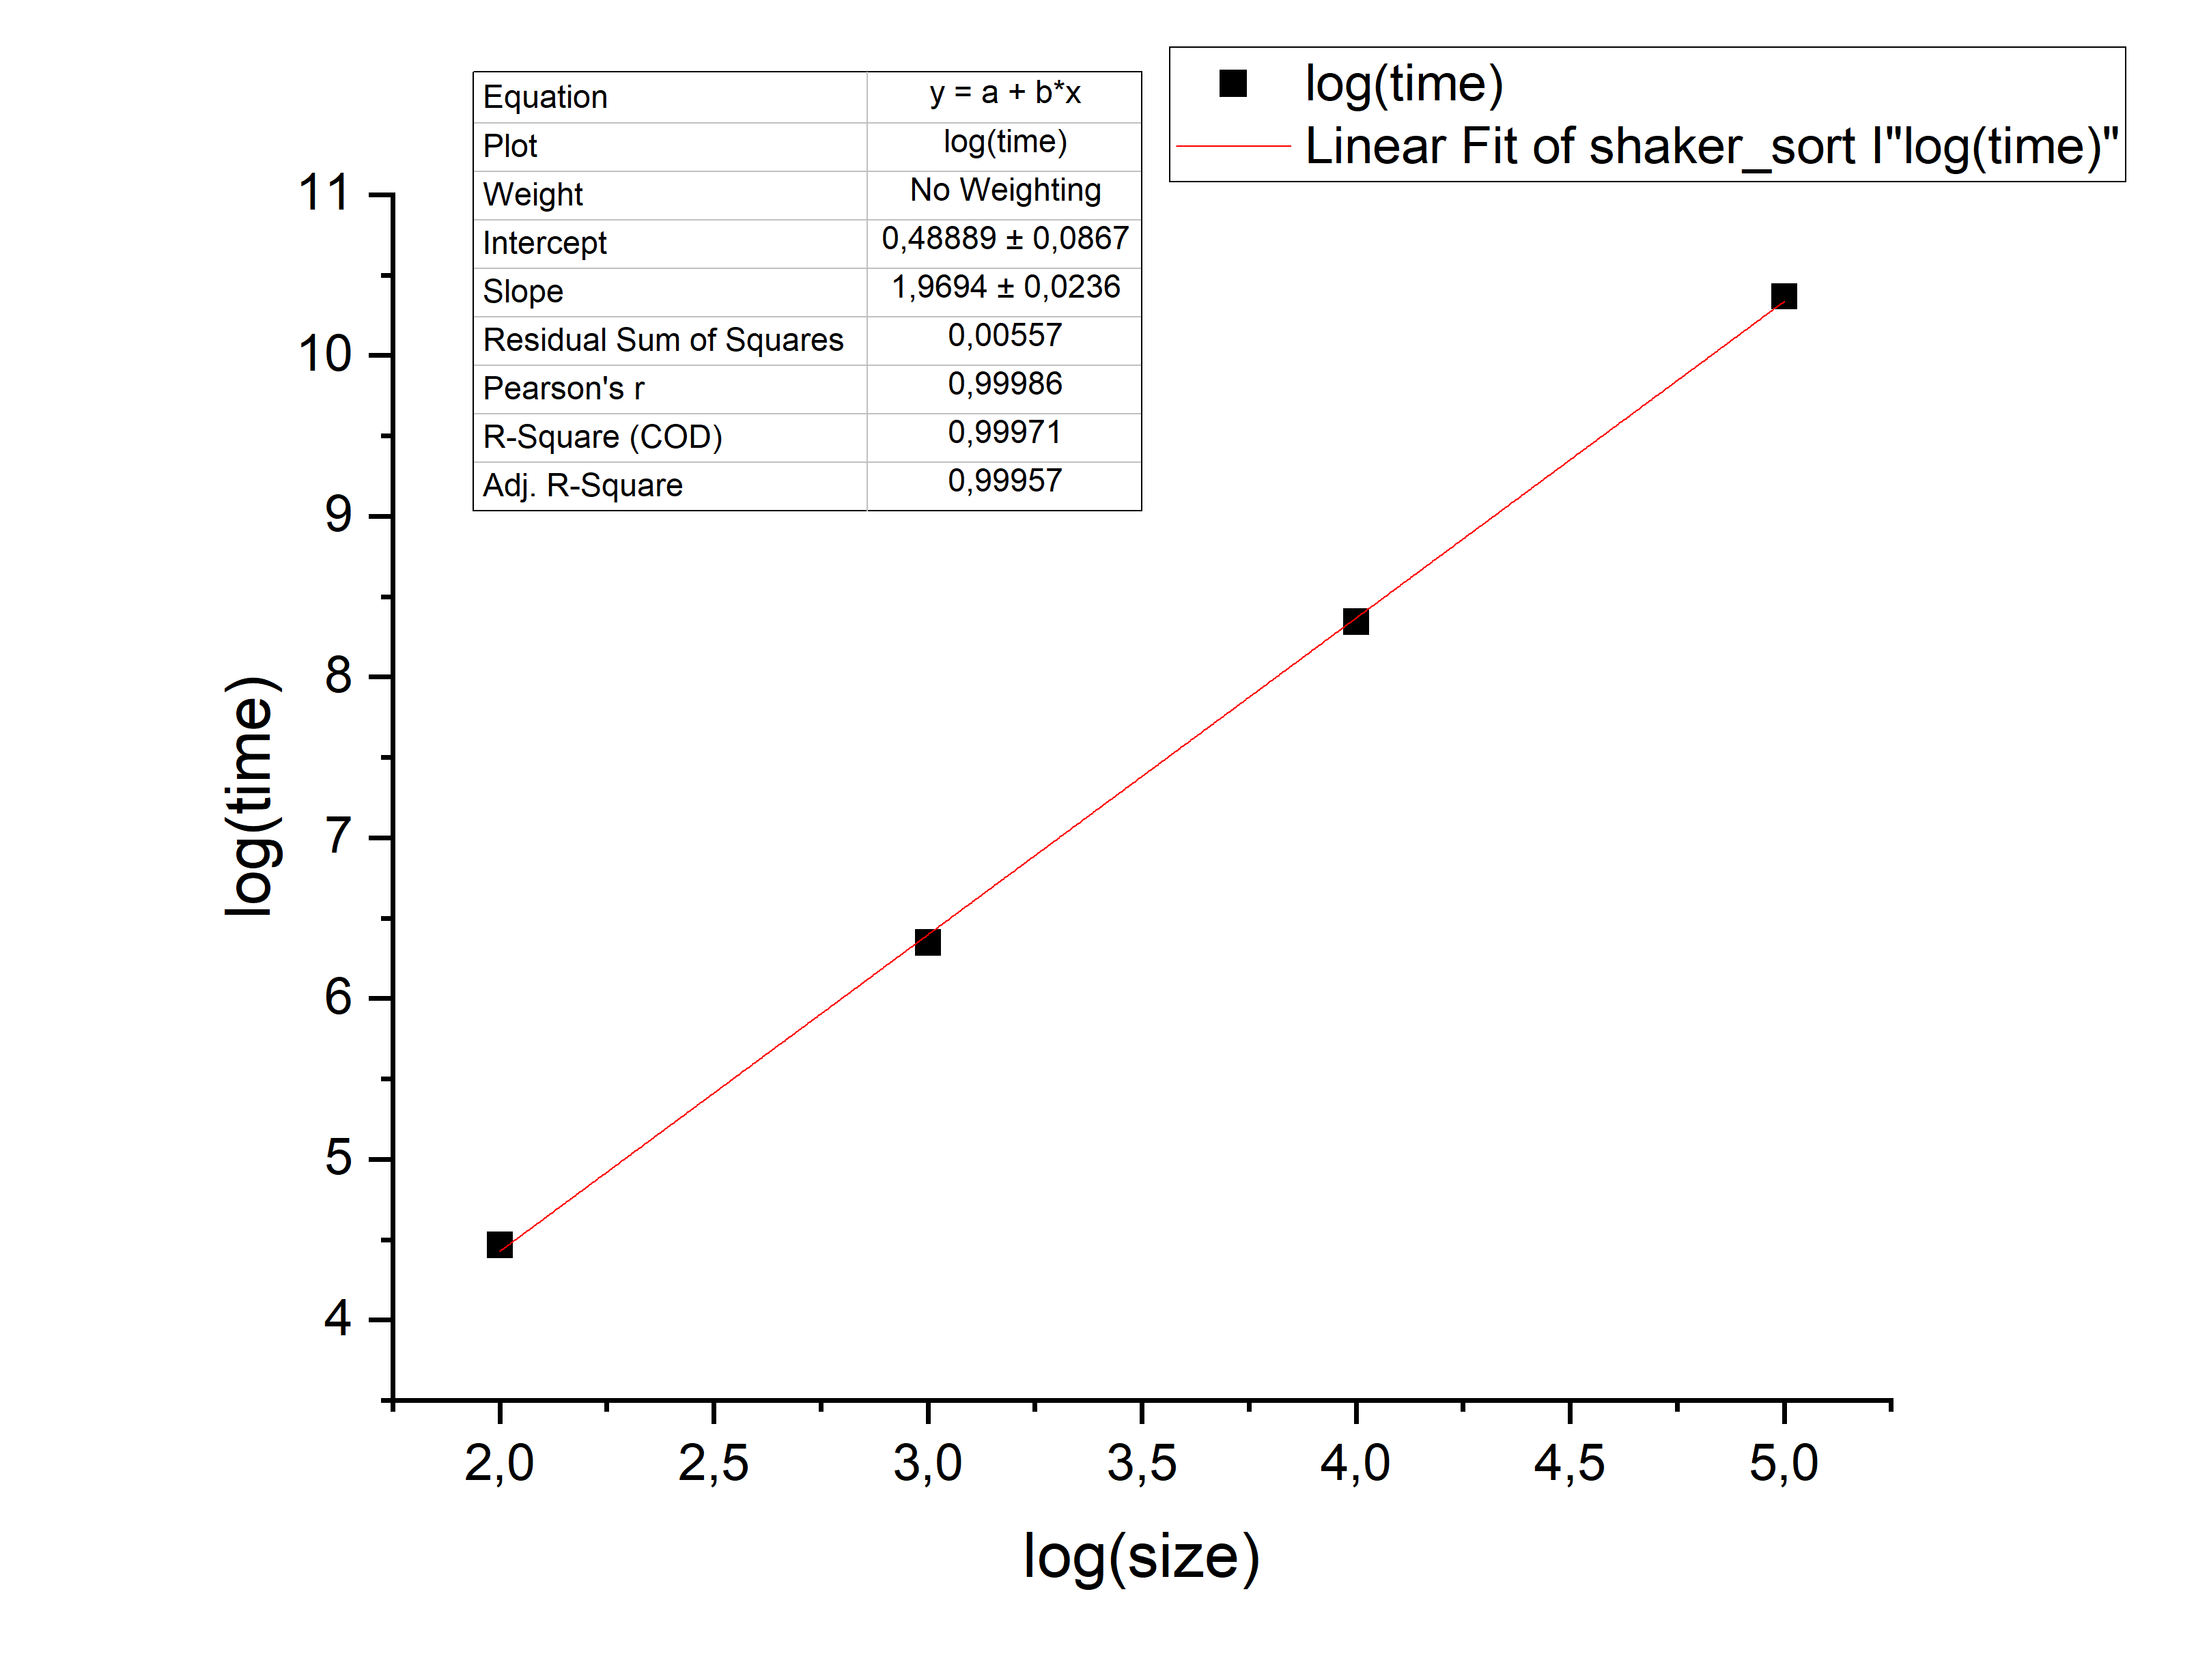 log(time)
Linear Fit of shaker_sort I"log(time)"
Equation y = a + b*x
Plot log(time)
Weight No Weighting
Intercept 0,48889 ± 0,0867
Slope 1,9694 ± 0,0236
Residual Sum of Squares 0,00557
Pearson's r 0,99986
R-Square (COD) 0,99971
Adj. R-Square 0,99957
11
10
9
8
7
6
5
4
log(time)
2,0 2,5 3,0 3,5 4,0 4,5 5,0
log(size)